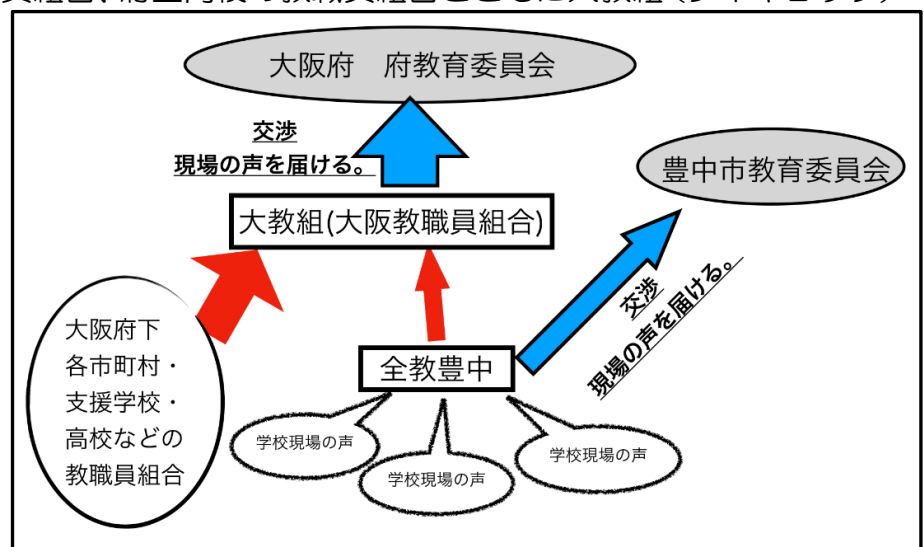 大阪府　府教育委員会
交渉
現場の声を届ける。
豊中市教育委員会
大教組(大阪教職員組合)
交渉
現場の声を届ける。
大阪府下
各市町村・
支援学校・
高校などの
教職員組合
全教豊中
学校現場の声
学校現場の声
学校現場の声